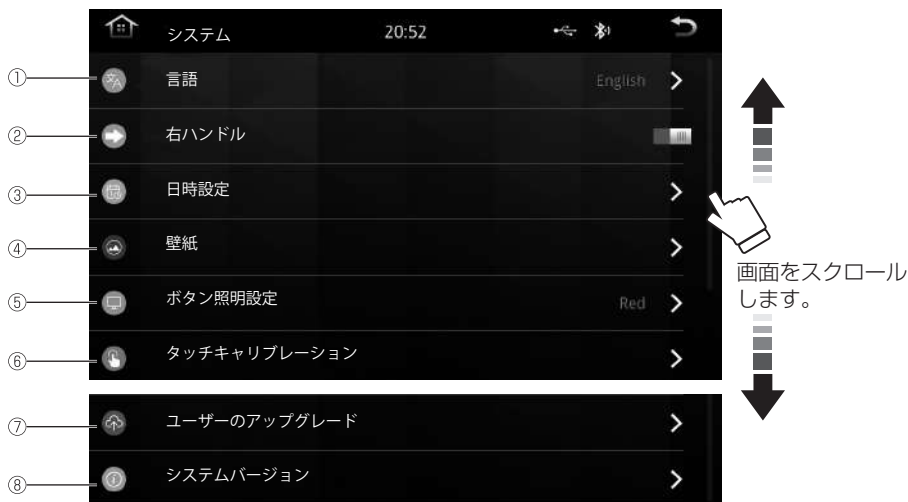 システム 20:52
① 言語 English
② 右ハンドル
③ 日時設定
④ 壁紙
画面をスクロール
します。
⑤ ボタン照明設定 Red
⑥ タッチキャリブレーション
⑦ ユーザーのアップグレード
⑧ システムバージョン